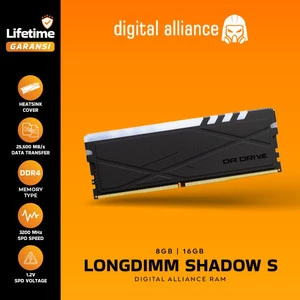 Lifetime
GARANSI
digital alliance
HEATSINK
COVER
25,600 MB/s
DATA TRANSFER
DDR4
MEMORY
TYPE
3200 MHz
SPD SPEED
1.2V
SPD VOLTAGE
DA DRIVE
8GB | 16GB
LONGDIMM SHADOW S
DIGITAL ALLIANCE RAM